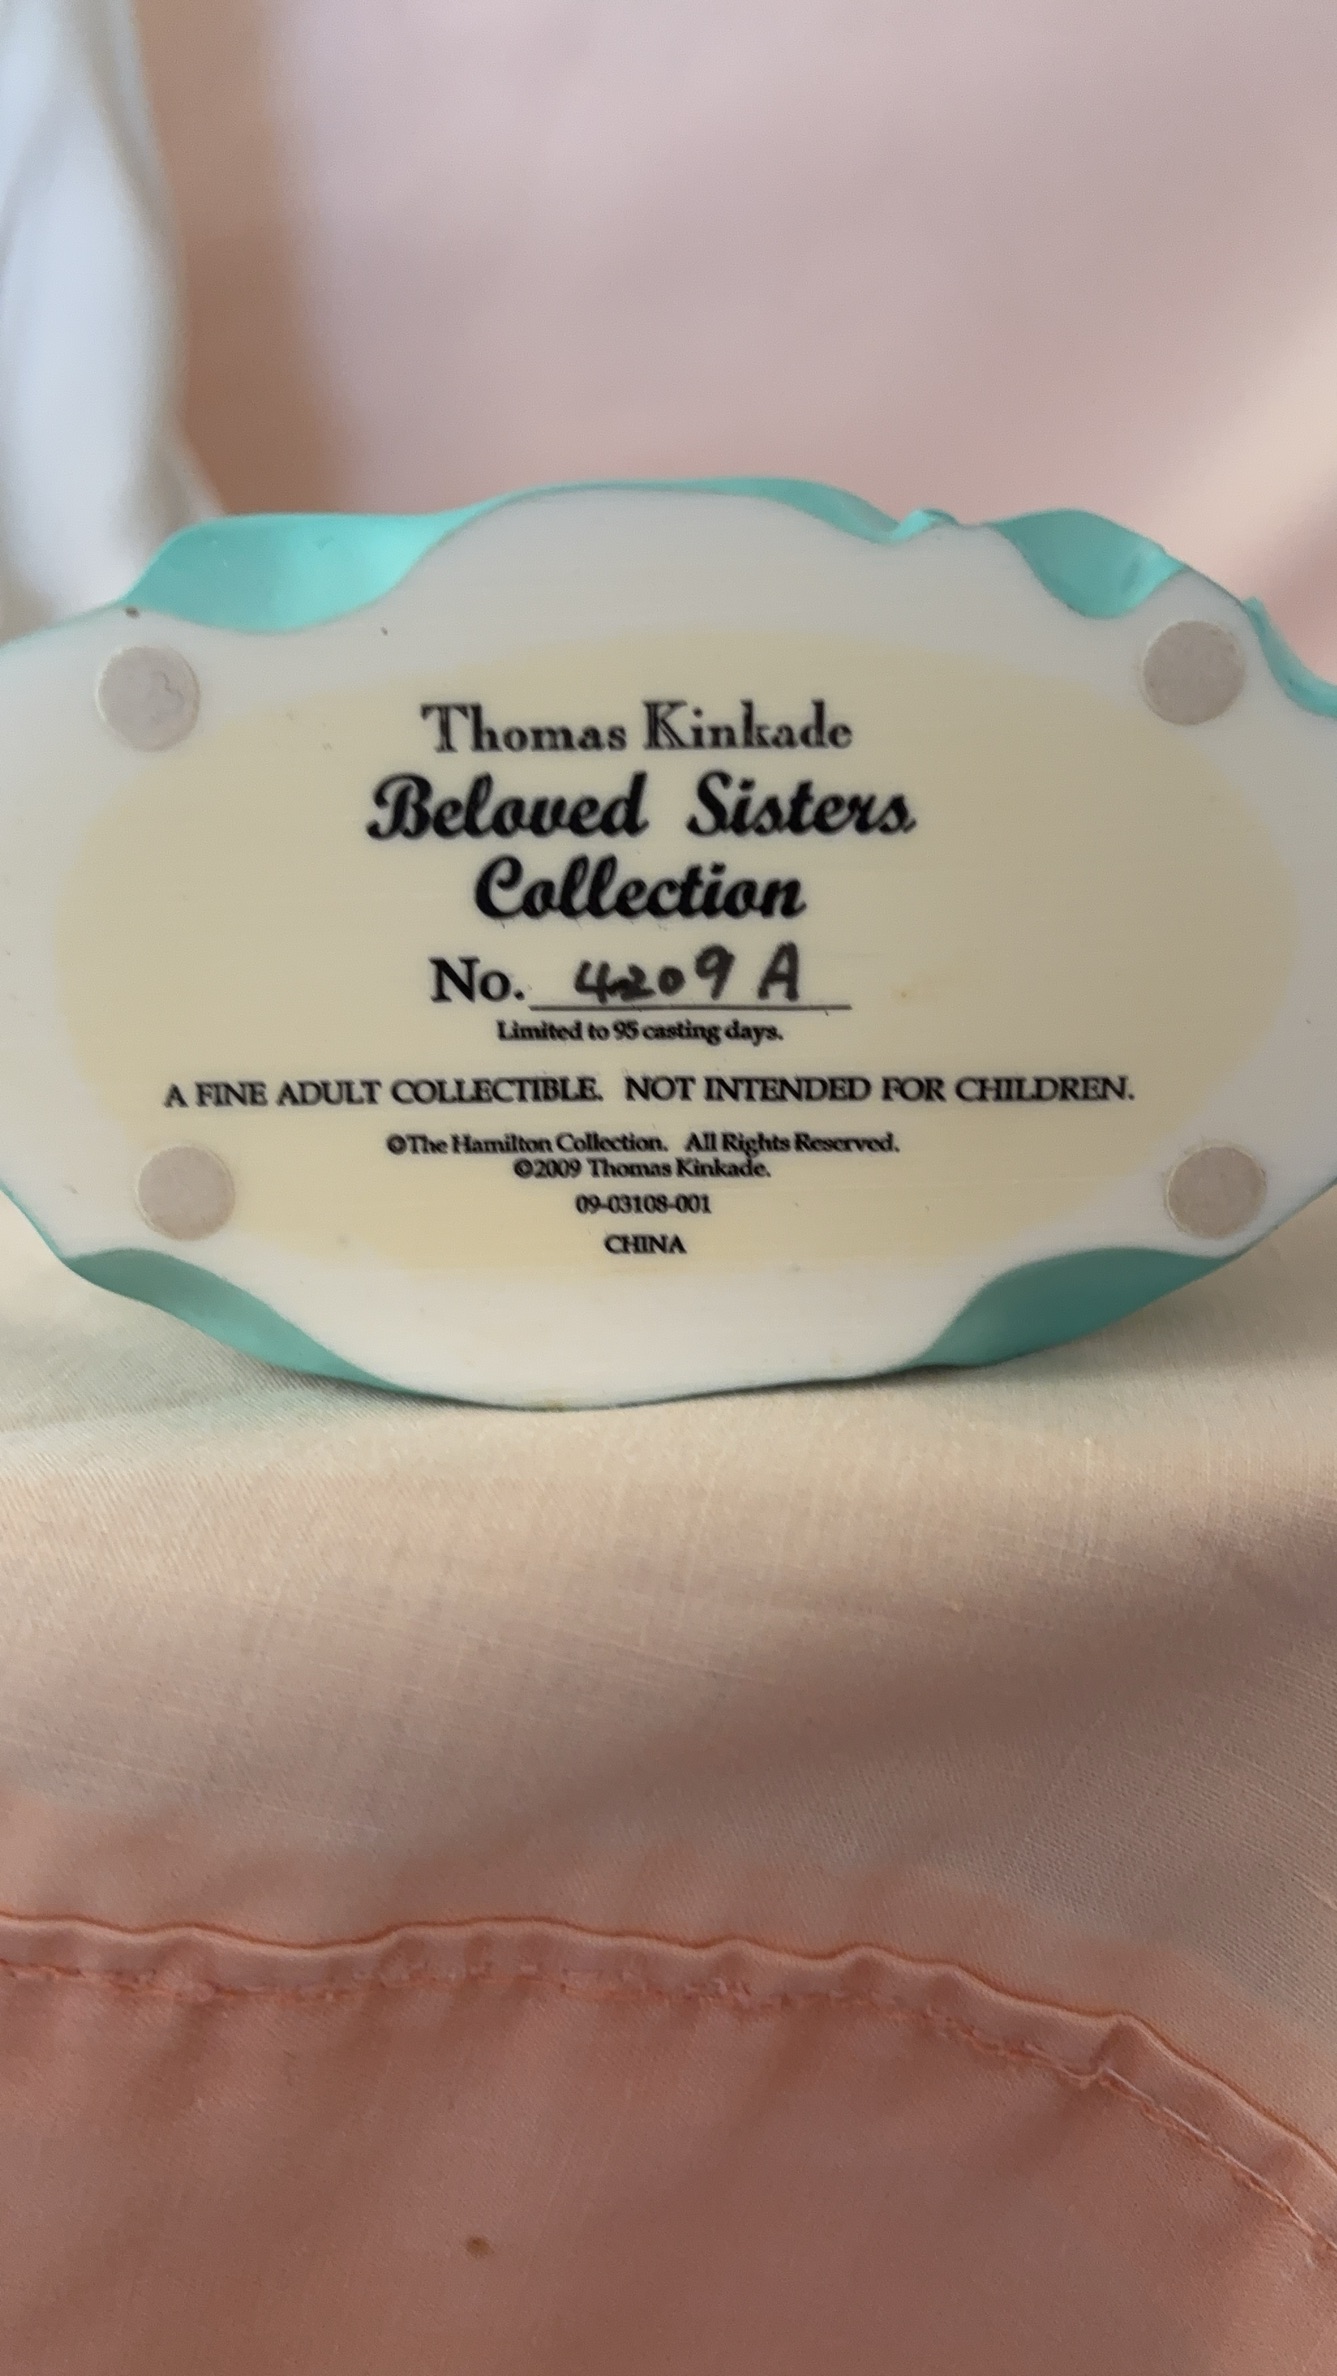 Thomas Kinkade
Beloved Sisters
Collection
No. 4209 A
Limited to 95 casting days.
A FINE ADULT COLLECTIBLE. NOT INTENDED FOR CHILDREN.
©The Hamilton Collection. All Rights Reserved.
©2009 Thomas Kinkade.
09-03108-001
CHINA